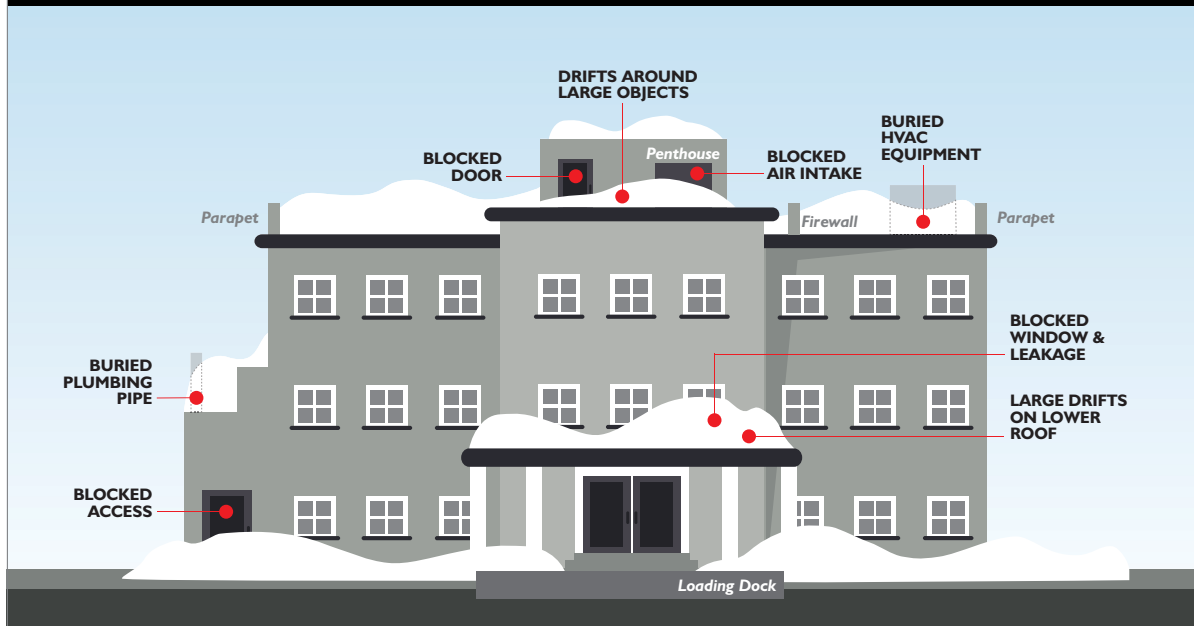 DRIFTS AROUND
LARGE OBJECTS
BURIED
HVAC
EQUIPMENT
BLOCKED
DOOR
Penthouse
BLOCKED
AIR INTAKE
Parapet
Firewall
Parapet
BLOCKED
WINDOW &
LEAKAGE
BURIED
PLUMBING
PIPE
LARGE DRIFTS
ON LOWER
ROOF
BLOCKED
ACCESS
Loading Dock